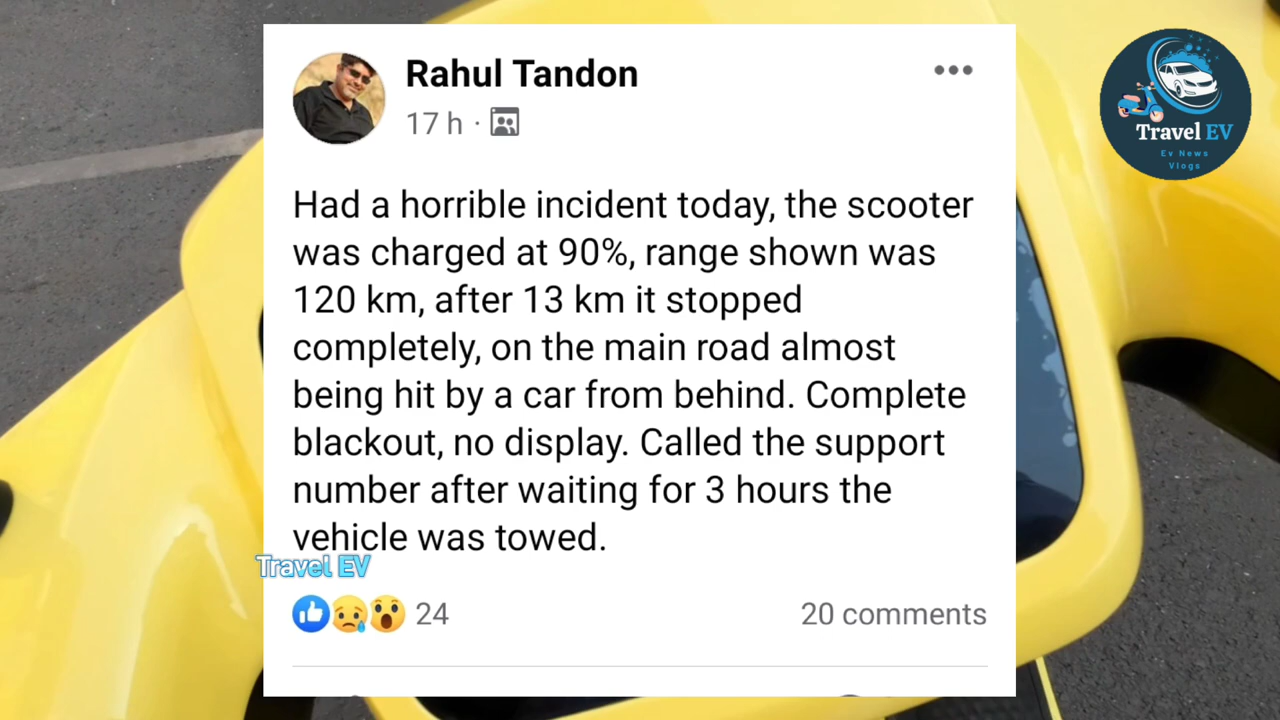 Rahul Tandon
17 h ·
Had a horrible incident today, the scooter
was charged at 90%, range shown was
120 km, after 13 km it stopped
completely, on the main road almost
being hit by a car from behind. Complete
blackout, no display. Called the support
number after waiting for 3 hours the
vehicle was towed.
Travel EV
24
20 comments
Travel EV
Ev News
Vlogs